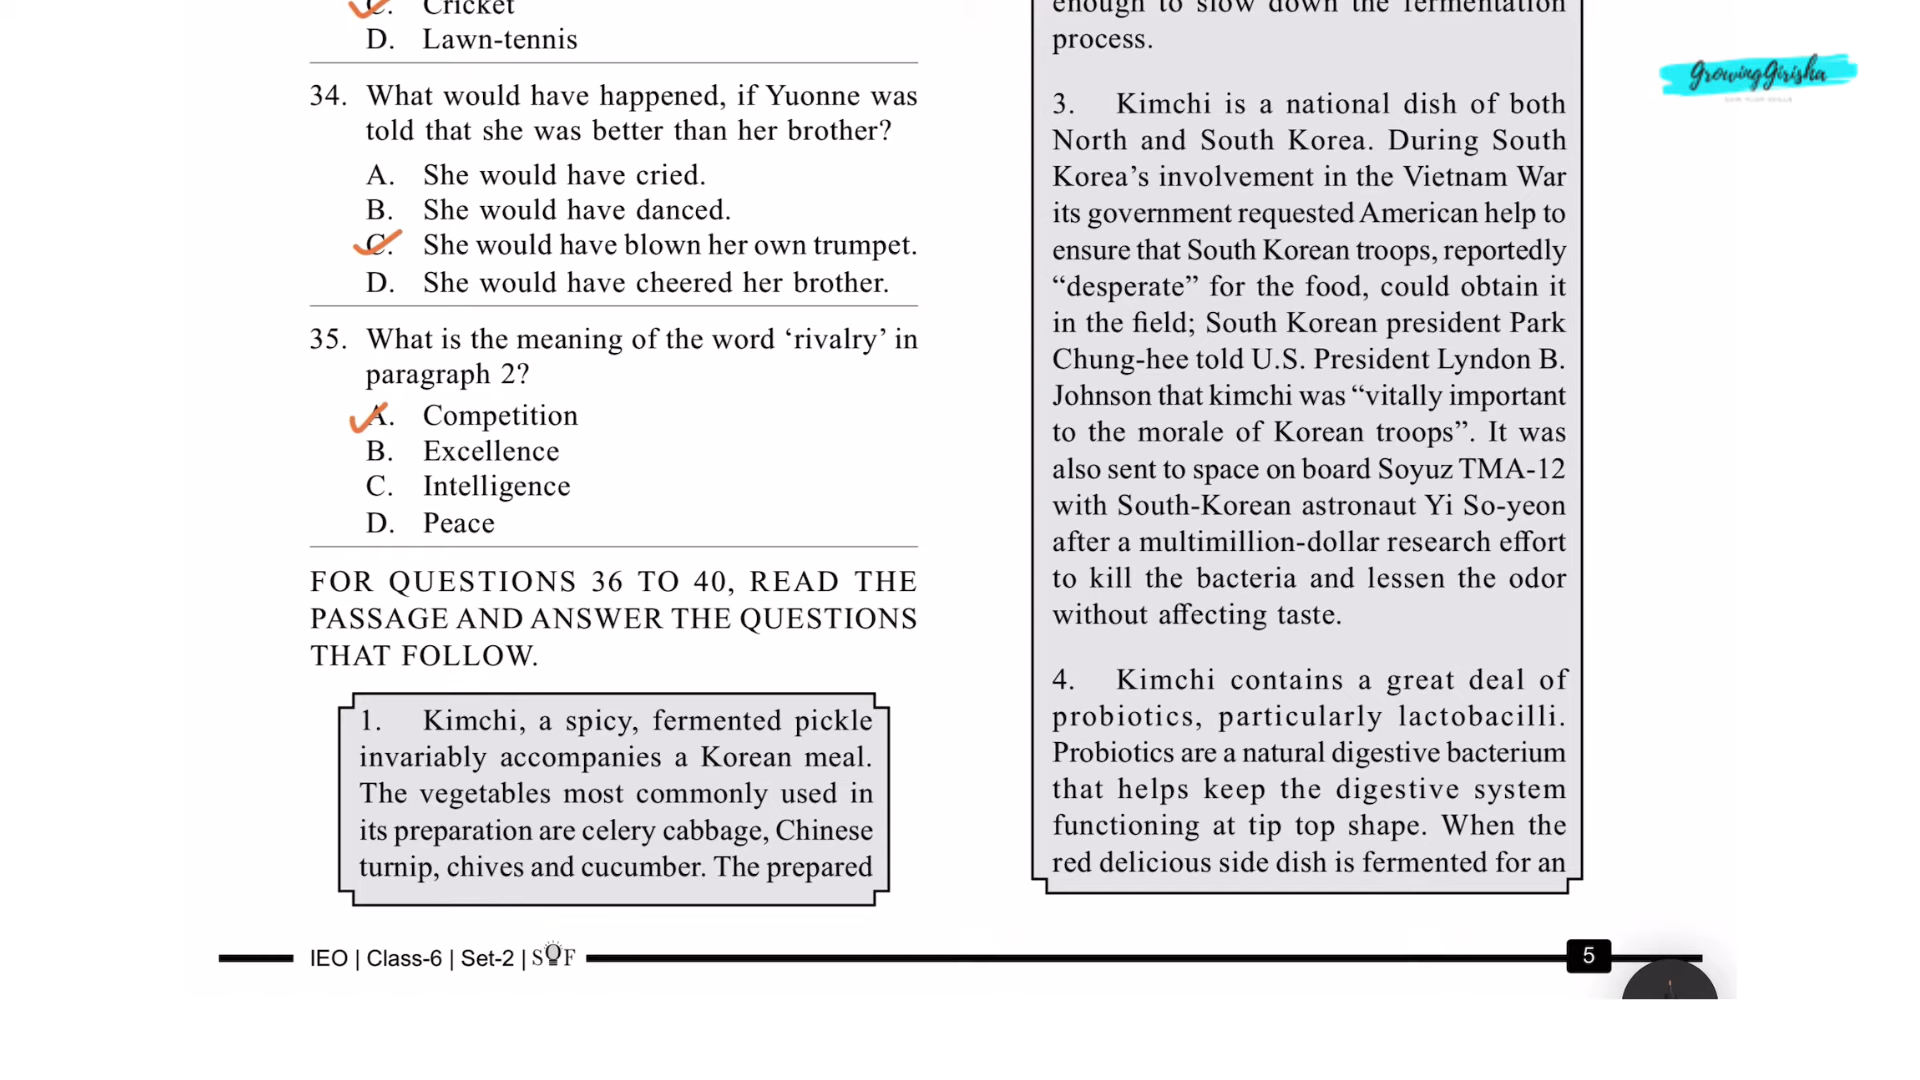 C. Cricket
D. Lawn-tennis
34. What would have happened, if Yuonne was
told that she was better than her brother?
A. She would have cried.
B. She would have danced.
C. She would have blown her own trumpet.
D. She would have cheered her brother.
35. What is the meaning of the word ‘rivalry’ in
paragraph 2?
A. Competition
B. Excellence
C. Intelligence
D. Peace
FOR QUESTIONS 36 TO 40, READ THE
PASSAGE AND ANSWER THE QUESTIONS
THAT FOLLOW.
1. Kimchi, a spicy, fermented pickle
invariably accompanies a Korean meal.
The vegetables most commonly used in
its preparation are celery cabbage, Chinese
turnip, chives and cucumber. The prepared
enough to slow down the fermentation
process.
3. Kimchi is a national dish of both
North and South Korea. During South
Korea’s involvement in the Vietnam War
its government requested American help to
ensure that South Korean troops, reportedly
“desperate” for the food, could obtain it
in the field; South Korean president Park
Chung-hee told U.S. President Lyndon B.
Johnson that kimchi was “vitally important
to the morale of Korean troops”. It was
also sent to space on board Soyuz TMA-12
with South-Korean astronaut Yi So-yeon
after a multimillion-dollar research effort
to kill the bacteria and lessen the odor
without affecting taste.
4. Kimchi contains a great deal of
probiotics, particularly lactobacilli.
Probiotics are a natural digestive bacterium
that helps keep the digestive system
functioning at tip top shape. When the
red delicious side dish is fermented for an
GrowingGirisha
IEO | Class-6 | Set-2 | SOF
5